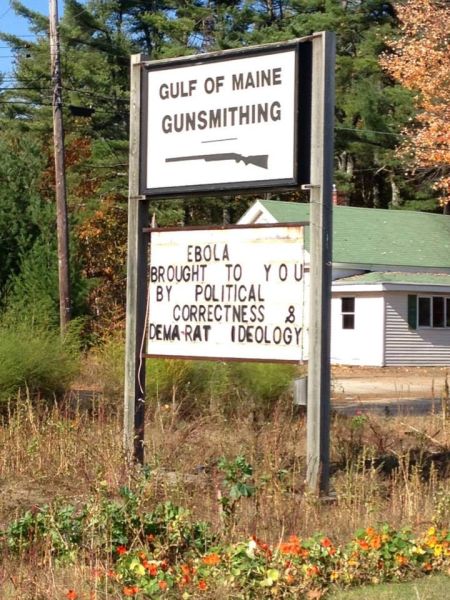 GULF OF MAINE
GUNSMITHING
EBOLA
BROUGHT TO YOU
BY POLITICAL
CORRECTNESS &
DEMA-RAT IDEOLOGY